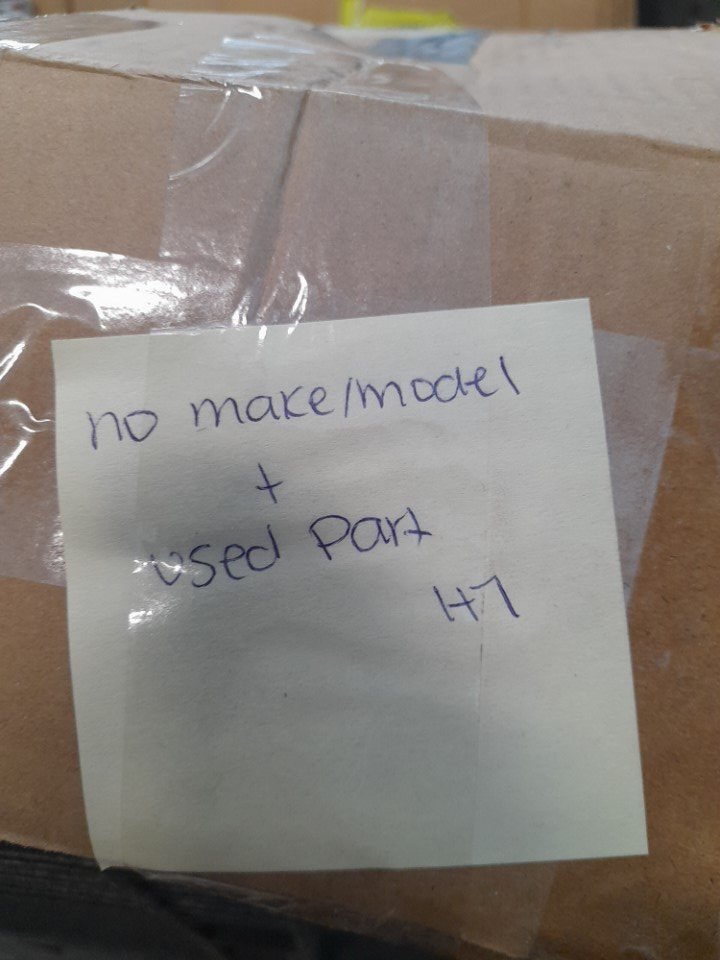 no make/model
+
used part
H7